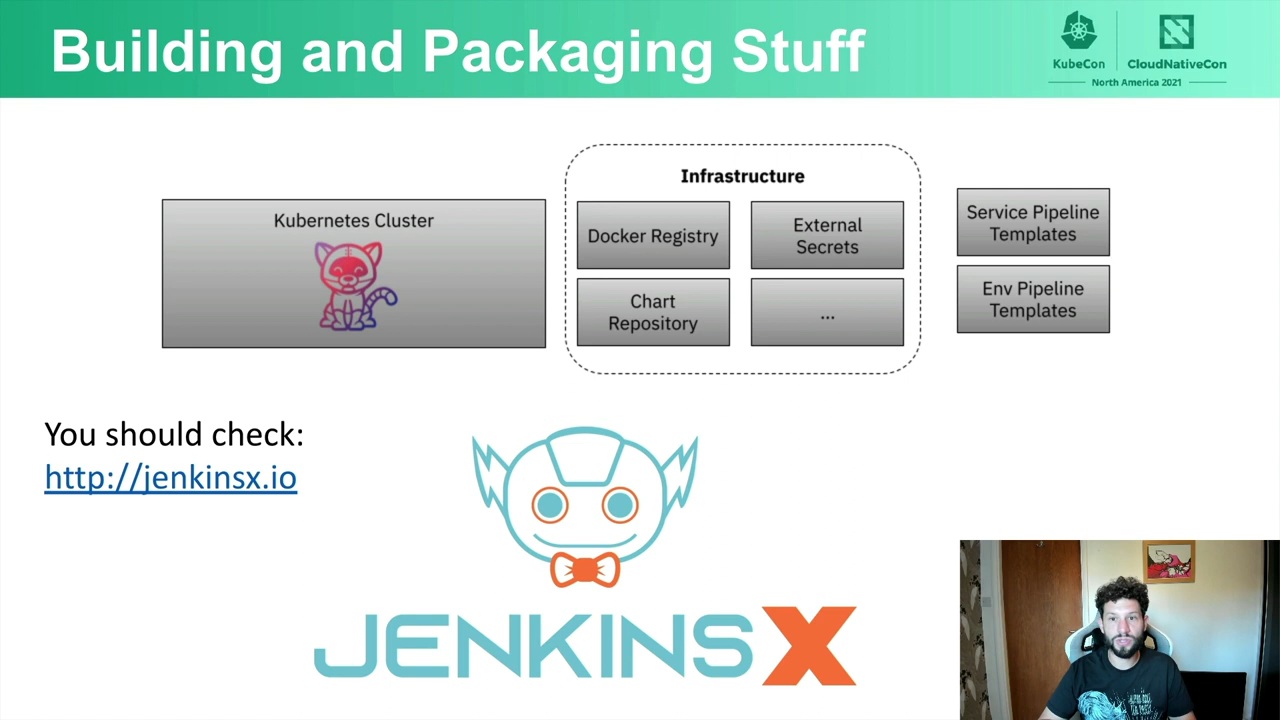 Building and Packaging Stuff
KubeCon
CloudNativeCon
North America 2021
Kubernetes Cluster
Infrastructure
Docker Registry
External
Secrets
Chart
Repository
...
Service Pipeline
Templates
Env Pipeline
Templates
You should check:
http://jenkinsx.io
JENKINSX